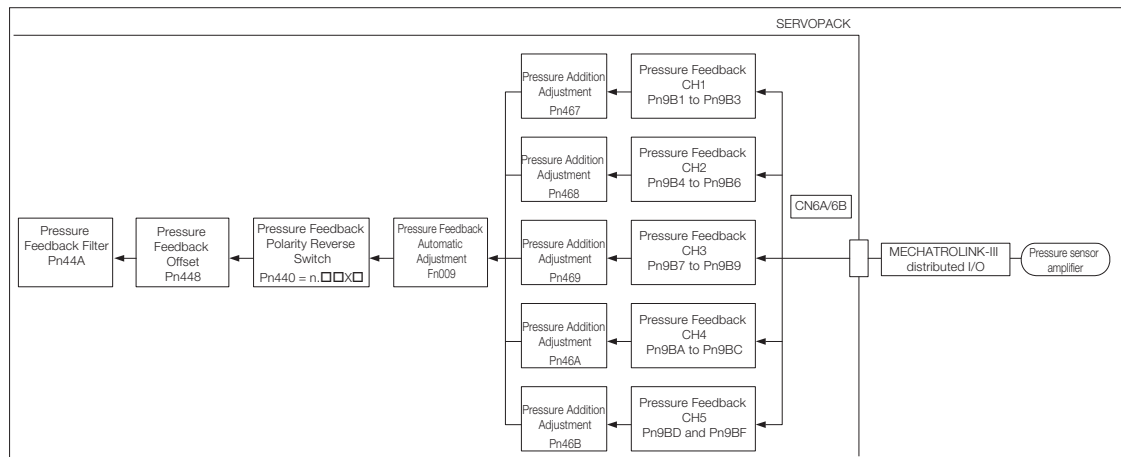 SERVOPACK
Pressure Addition
Adjustment
Pn467
Pressure Feedback
CH1
Pn9B1 to Pn9B3
Pressure Addition
Adjustment
Pn468
Pressure Feedback
CH2
Pn9B4 to Pn9B6
CN6A/6B
Pressure
Feedback Filter
Pn44A
Pressure
Feedback
Offset
Pn448
Pressure Feedback
Polarity Reverse
Switch
Pn440 = n.□□X□
Pressure Feedback
Automatic
Adjustment
Fn009
Pressure Addition
Adjustment
Pn469
Pressure Feedback
CH3
Pn9B7 to Pn9B9
MECHATROLINK-III
distributed I/O
Pressure sensor
amplifier
Pressure Addition
Adjustment
Pn46A
Pressure Feedback
CH4
Pn9BA to Pn9BC
Pressure Addition
Adjustment
Pn46B
Pressure Feedback
CH5
Pn9BD and Pn9BF